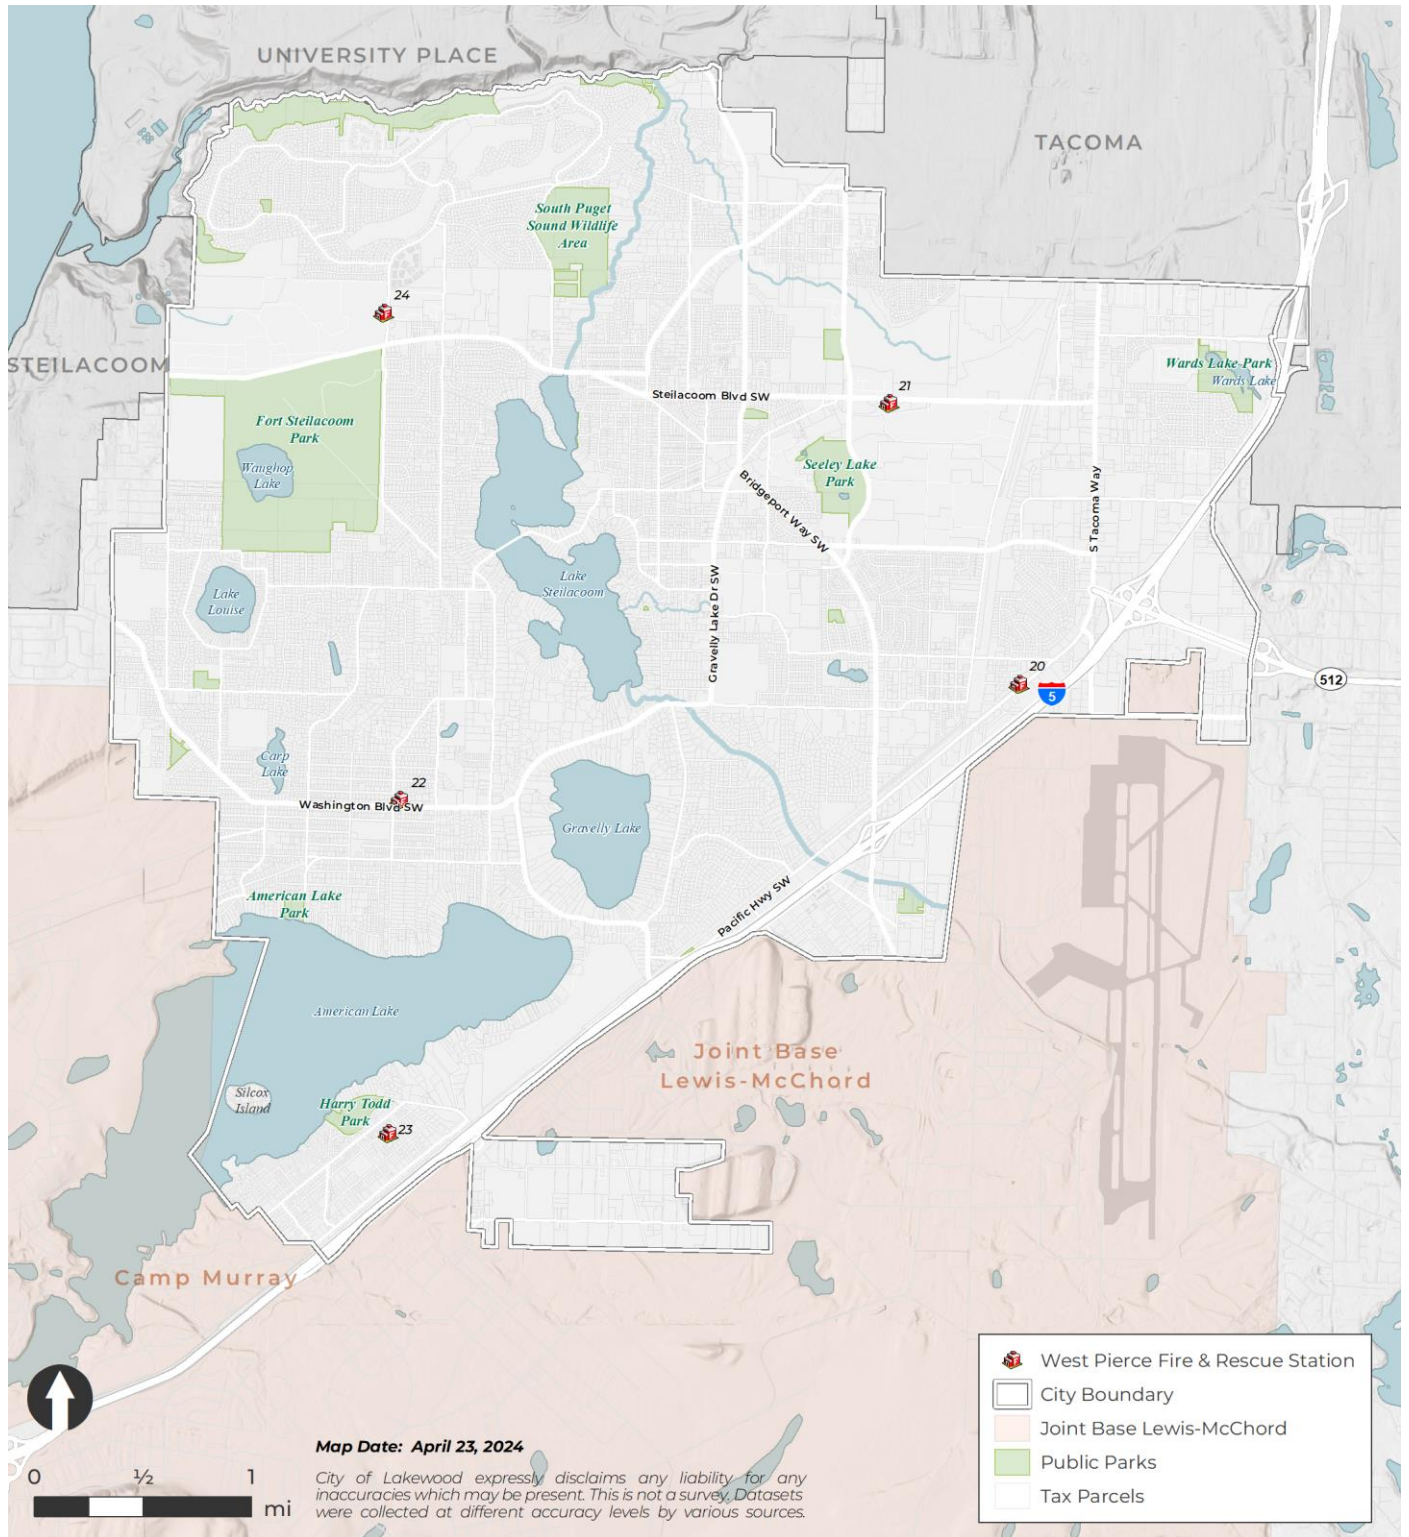 UNIVERSITY PLACE
TACOMA
South Puget
Sound Wildlife
Area
24
STEILACOOM
Wards Lake Park
Wards Lake
21
Steilacoom Blvd SW
Fort Steilacoom
Park
Waughop
Lake
Seeley Lake
Park
Bridgeport Way SW
S Tacoma Way
Lake
Steilacoom
Lake
Louise
Gravelly Lake Dr SW
20
5
512
Carp
Lake
22
Washington Blvd SW
Gravelly Lake
American Lake
Park
Pacific Hwy SW
American Lake
Joint Base
Lewis-McChord
Silcox
Island
Harry Todd
Park
23
Camp Murray
West Pierce Fire & Rescue Station
City Boundary
Joint Base Lewis-McChord
Public Parks
Tax Parcels
Map Date: April 23, 2024
City of Lakewood expressly disclaims any liability for any
inaccuracies which may be present. This is not a survey. Datasets
were collected at different accuracy levels by various sources.
0 ½ 1
mi